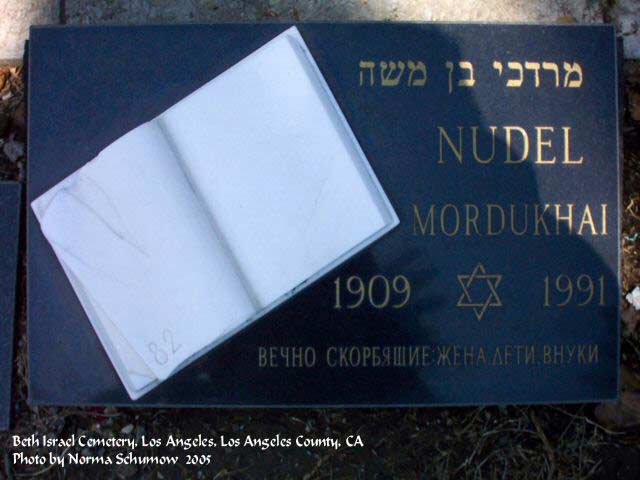 מרדכי בן משה
NUDEL
MORDUKHAI
1909 1991
ВЕЧНО СКОРБЯЩИЕ: ЖЕНА, ДЕТИ, ВНУКИ
82
Beth Israel Cemetery, Los Angeles, Los Angeles County, CA
Photo by Norma Schumow 2005